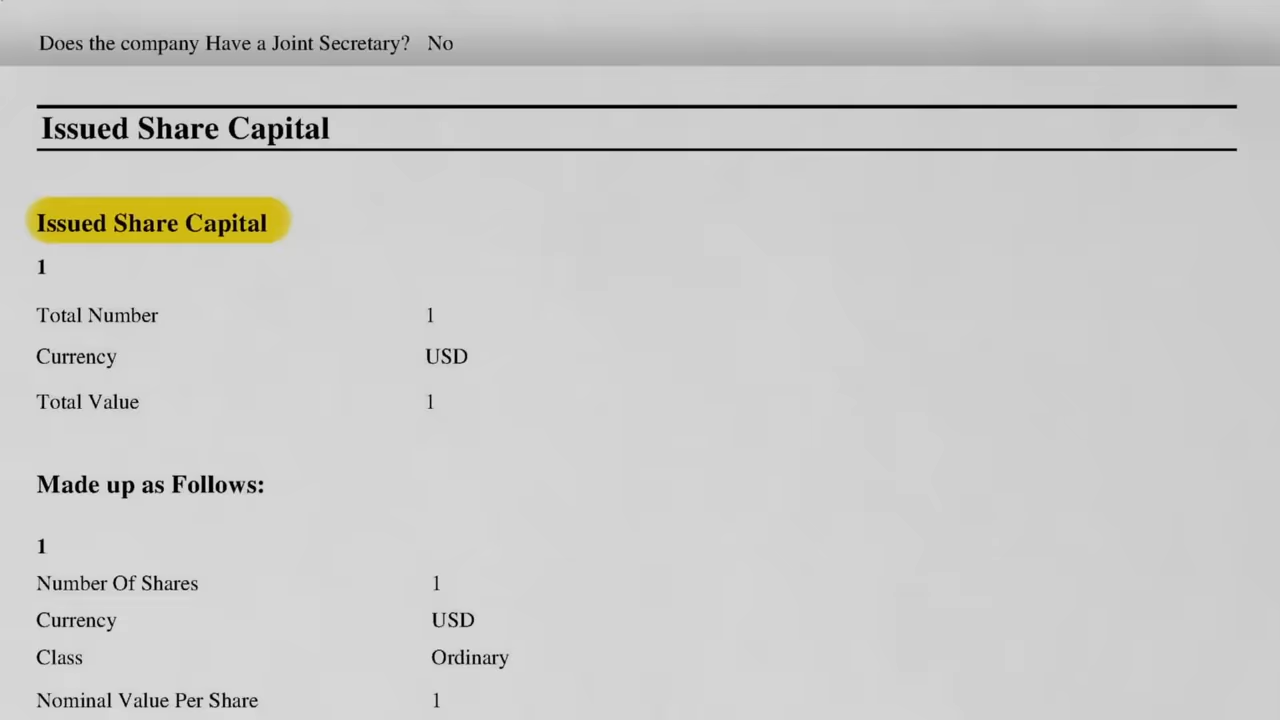 Does the company Have a Joint Secretary? No
Issued Share Capital
Issued Share Capital
1
Total Number 1
Currency USD
Total Value 1
Made up as Follows:
1
Number Of Shares 1
Currency USD
Class Ordinary
Nominal Value Per Share 1